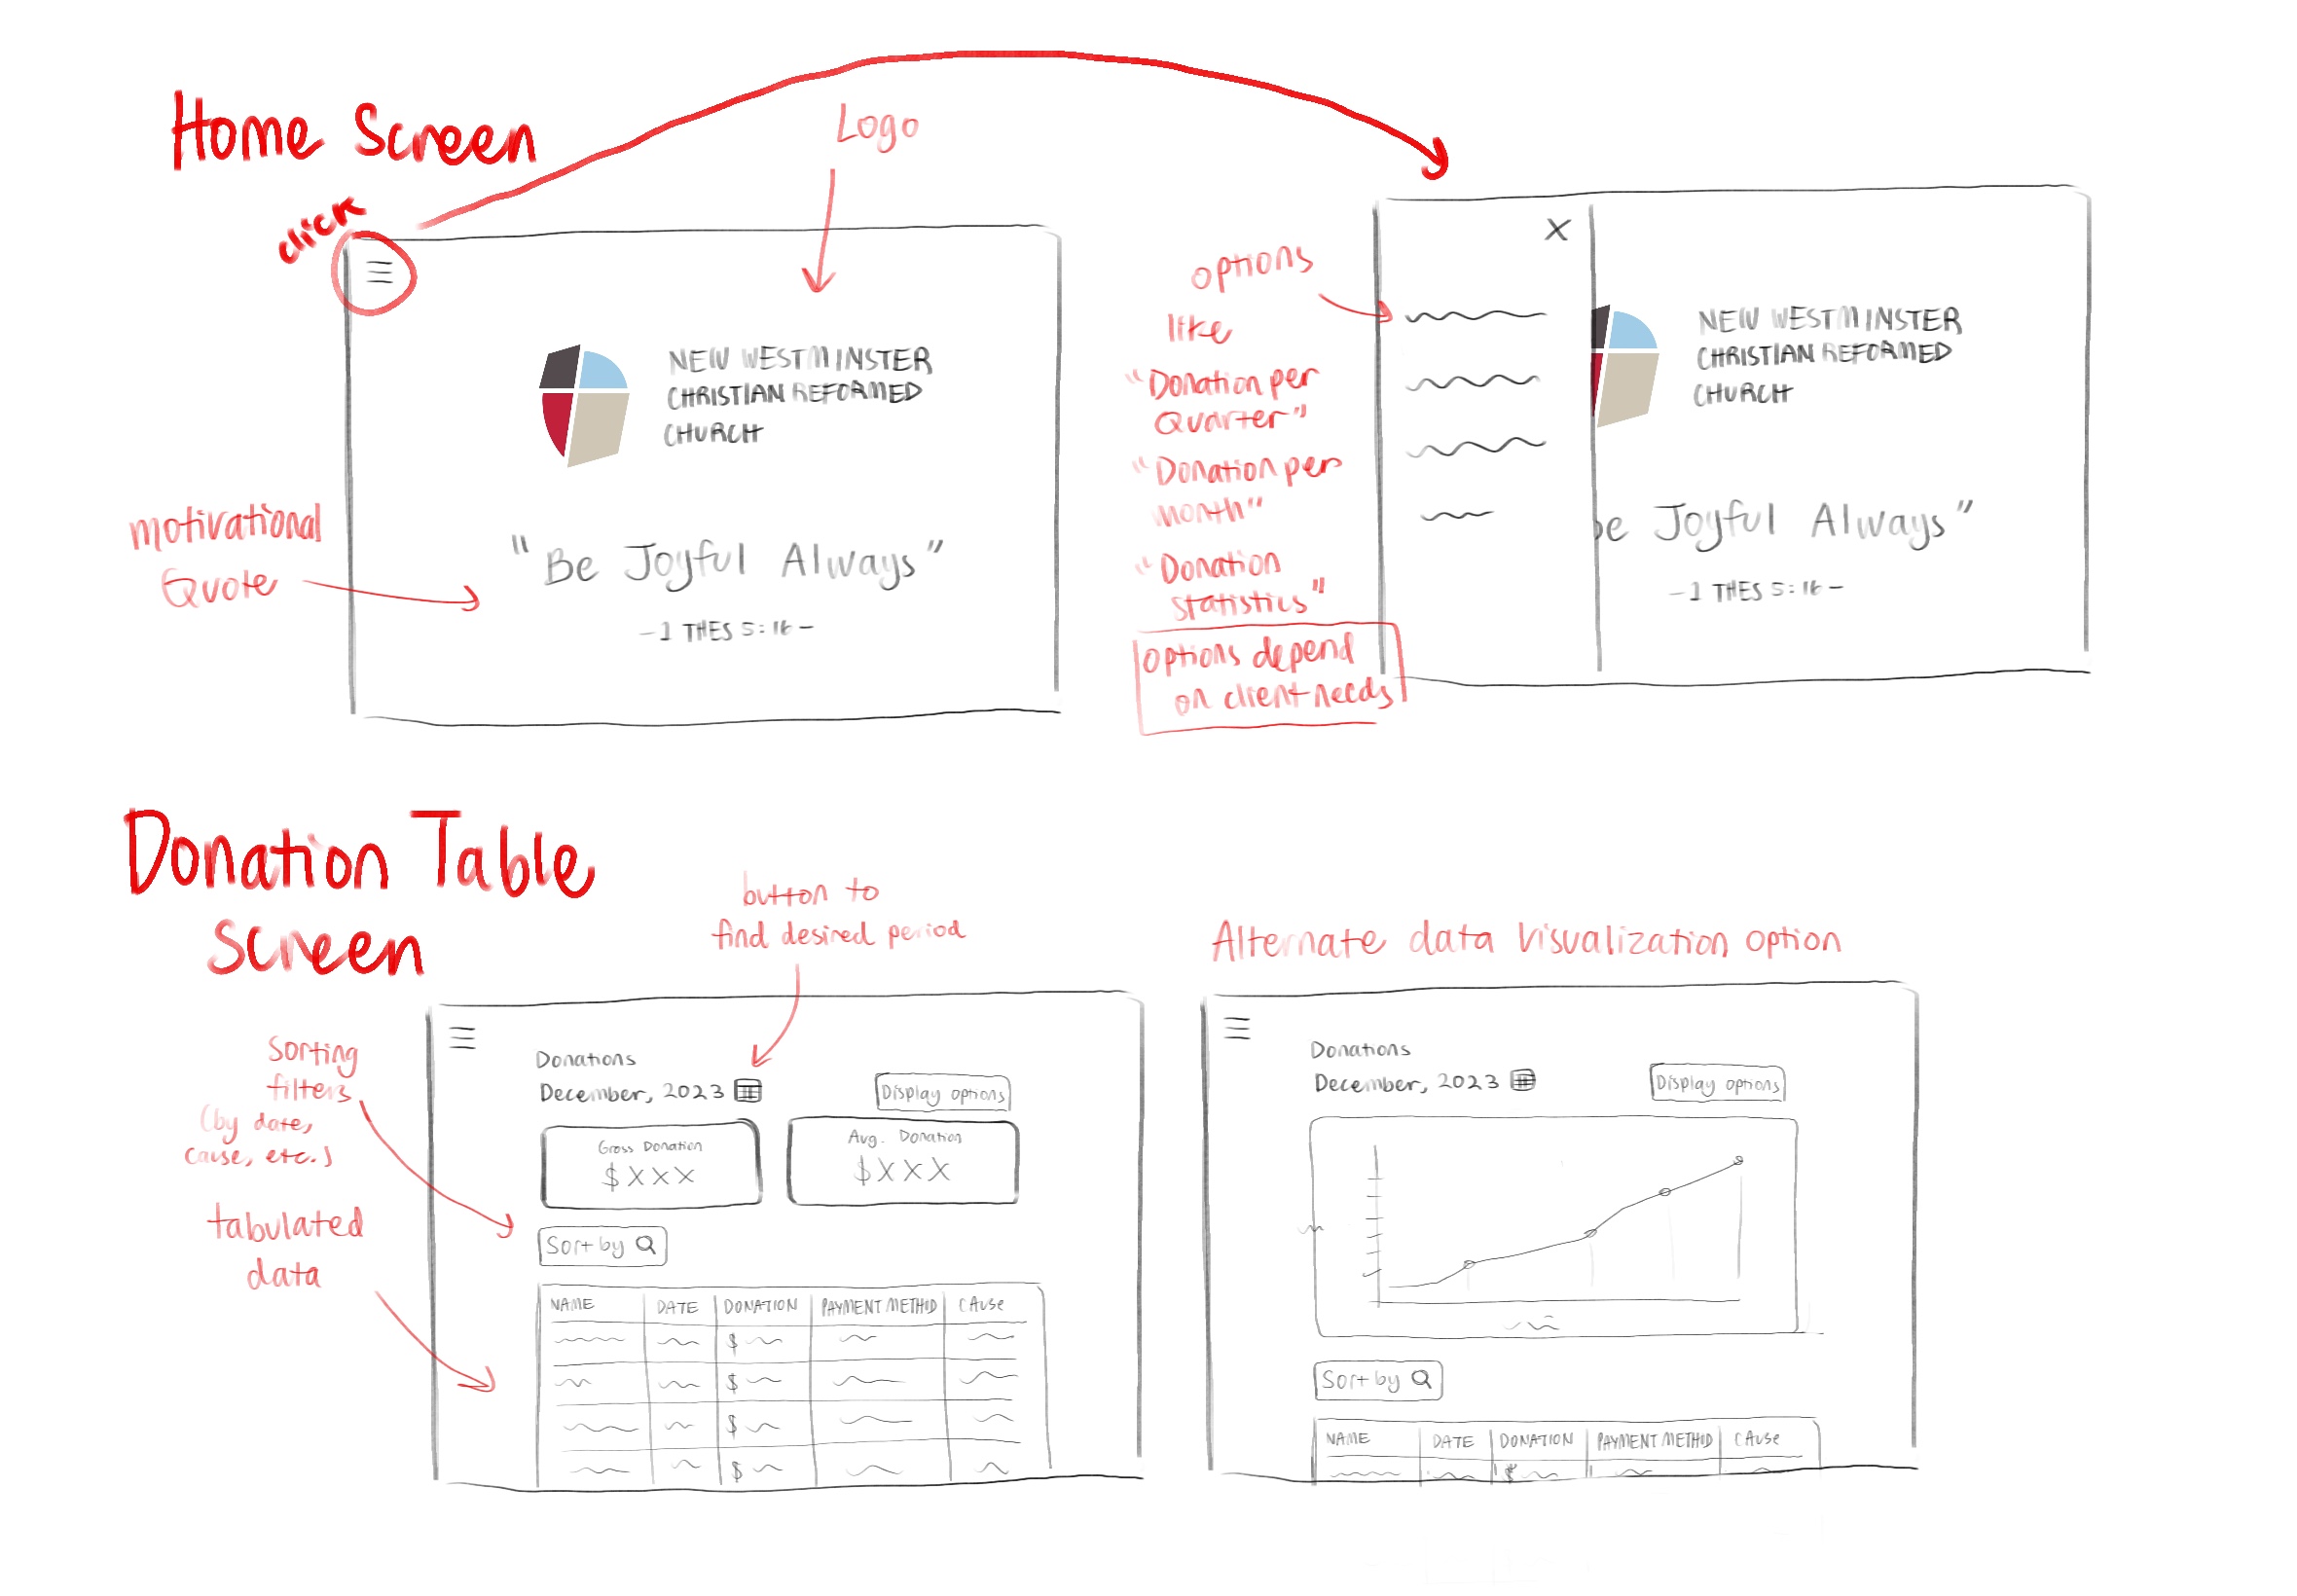 Home Screen
click
Logo
NEW WESTMINSTER
CHRISTIAN REFORMED
CHURCH
motivational
Quote
"Be Joyful Always"
-1 THES 5:16-
X
options
like
"Donation per
Quarter"
"Donation per
month"
"Donation
statistics"
options depend
on client needs
NEW WESTMINSTER
CHRISTIAN REFORMED
CHURCH
be Joyful Always"
-1 THES 5:16-
Donation Table
Screen
button to
find desired period
Sorting
filters
(by date,
cause, etc.)
tabulated
data
Donations
December, 2023
Display options
Gross Donation
$XXX
Avg. Donation
$XXX
Sort by
NAME DATE DONATION PAYMENT METHOD CAUSE
$
$
$
$
Alternate data visualization option
Donations
December, 2023
Display options
Sort by
NAME DATE DONATION PAYMENT METHOD CAUSE
$